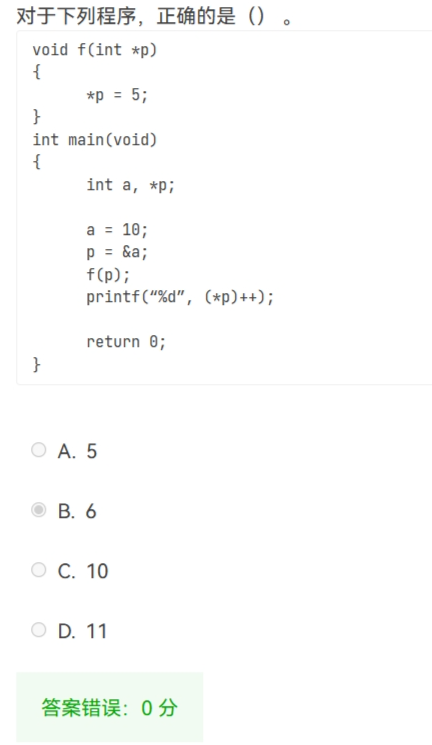 对于下列程序，正确的是（） 。
void f(int *p)
{
*p = 5;
}
int main(void)
{
int a, *p;
a = 10;
p = &a;
f(p);
printf(“%d”, (*p)++);
return 0;
}
A. 5
B. 6
C. 10
D. 11
答案错误：0 分